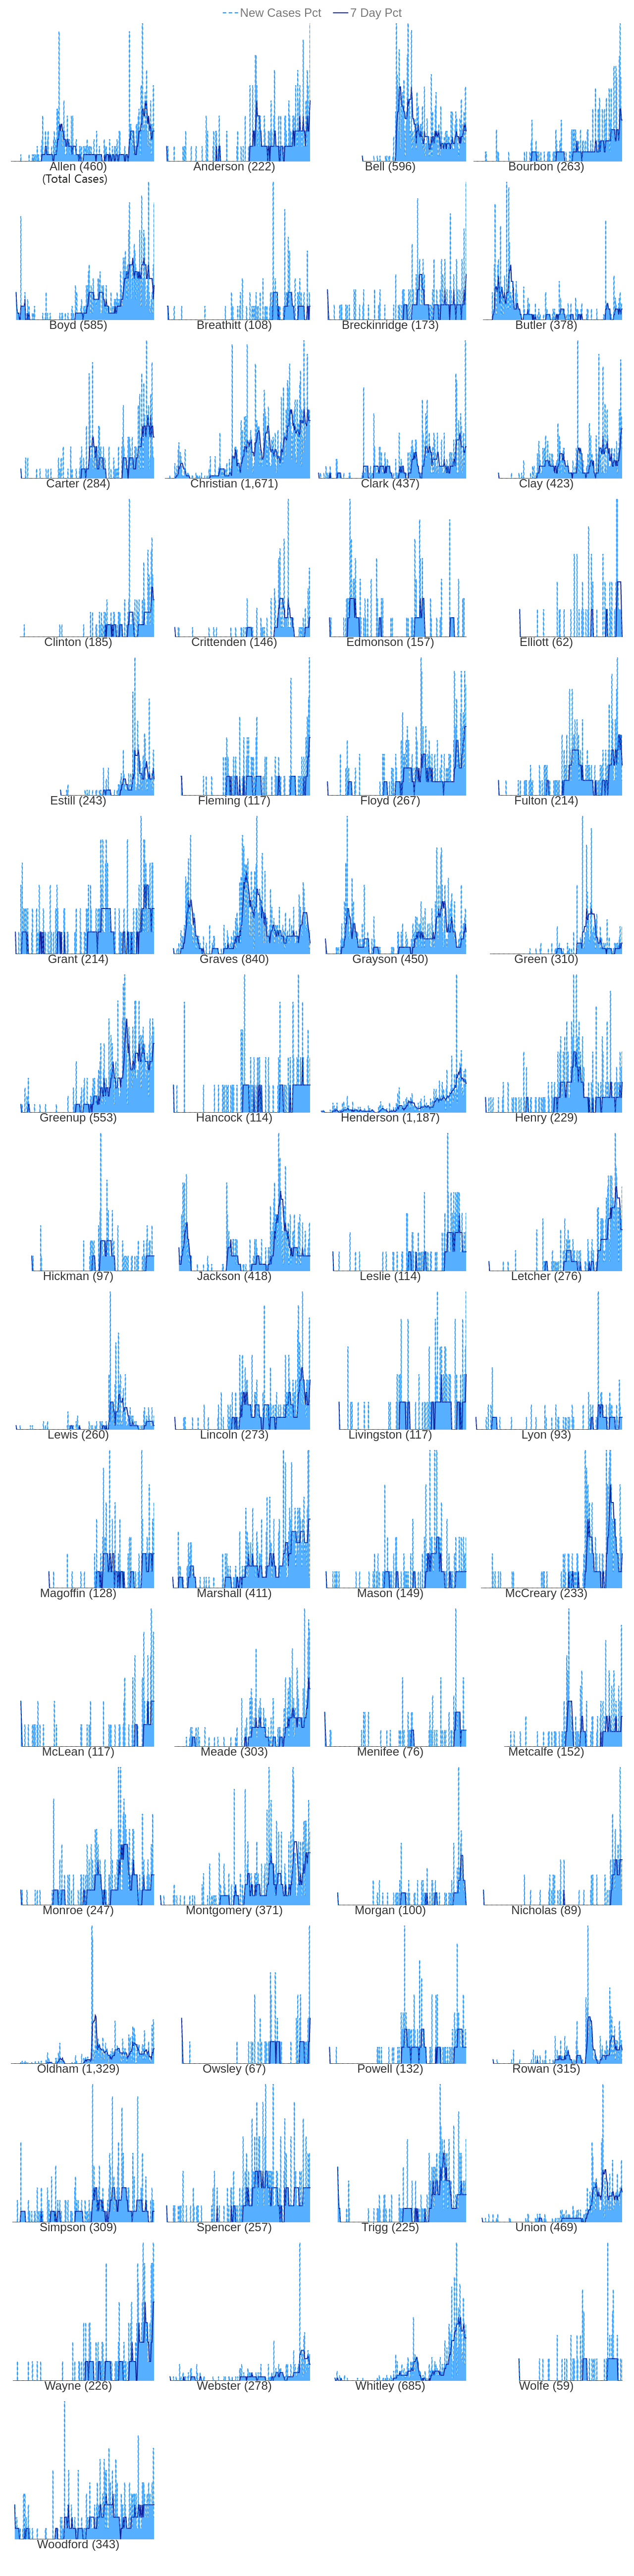 New Cases Pct 7 Day Pct
Allen (460) Anderson (222) Bell (596) Bourbon (263)
(Total Cases)
Boyd (585) Breathitt (108) Breckinridge (173) Butler (378)
Carter (284) Christian (1,671) Clark (437) Clay (423)
Clinton (185) Crittenden (146) Edmonson (157) Elliott (62)
Estill (243) Fleming (117) Floyd (267) Fulton (214)
Grant (214) Graves (840) Grayson (450) Green (310)
Greenup (553) Hancock (114) Henderson (1,187) Henry (229)
Hickman (97) Jackson (418) Leslie (114) Letcher (276)
Lewis (260) Lincoln (273) Livingston (117) Lyon (93)
Magoffin (128) Marshall (411) Mason (149) McCreary (233)
McLean (117) Meade (303) Menifee (76) Metcalfe (152)
Monroe (247) Montgomery (371) Morgan (100) Nicholas (89)
Oldham (1,329) Owsley (67) Powell (132) Rowan (315)
Simpson (309) Spencer (257) Trigg (225) Union (469)
Wayne (226) Webster (278) Whitley (685) Wolfe (59)
Woodford (343)